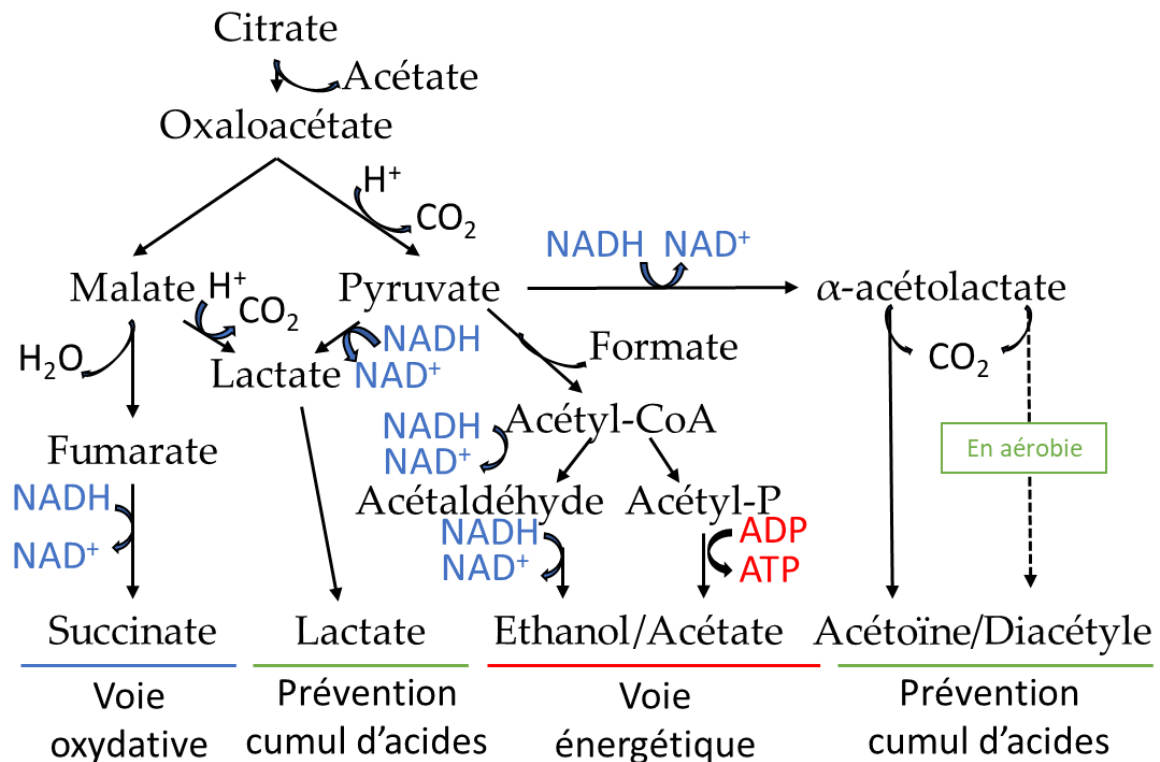 Citrate
Acétate
Oxaloacétate
H⁺
CO₂
NADH NAD⁺
Malate
H⁺
CO₂
Pyruvate
α-acétolactate
H₂O
Lactate
NADH
NAD⁺
Formate
CO₂
Fumarate
NADH
NAD⁺
Acétyl-CoA
En aérobie
NADH
NAD⁺
Acétaldéhyde
Acétyl-P
NADH
NAD⁺
ADP
ATP
Succinate
Lactate
Ethanol/Acétate
Acétoïne/Diacétyle
Voie
oxydative
Prévention
cumul d’acides
Voie
énergétique
Prévention
cumul d’acides